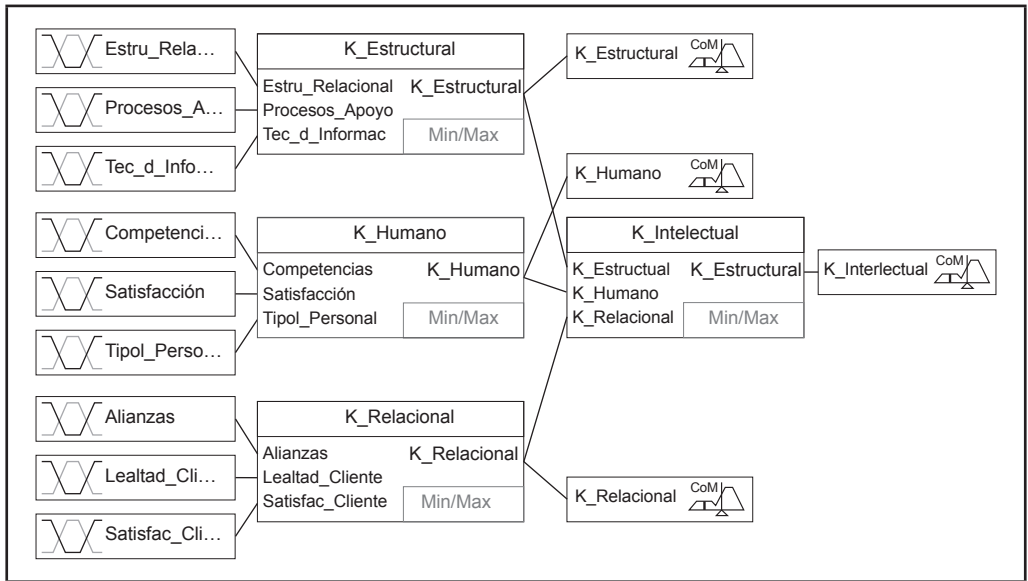 Estru_Rela…
Procesos_A…
Tec_d_Info…
K_Estructural
Estru_Relacional K_Estructural
Procesos_Apoyo
Tec_d_Informac Min/Max
K_Estructural CoM
K_Humano CoM
Competenci…
Satisfacción
Tipol_Perso…
K_Humano
Competencias K_Humano
Satisfacción
Tipol_Personal Min/Max
K_Intelectual
K_Estructual K_Estructural
K_Humano
K_Relacional Min/Max
K_Interlectual CoM
Alianzas
Lealtad_Cli…
Satisfac_Cli…
K_Relacional
Alianzas K_Relacional
Lealtad_Cliente
Satisfac_Cliente Min/Max
K_Relacional CoM